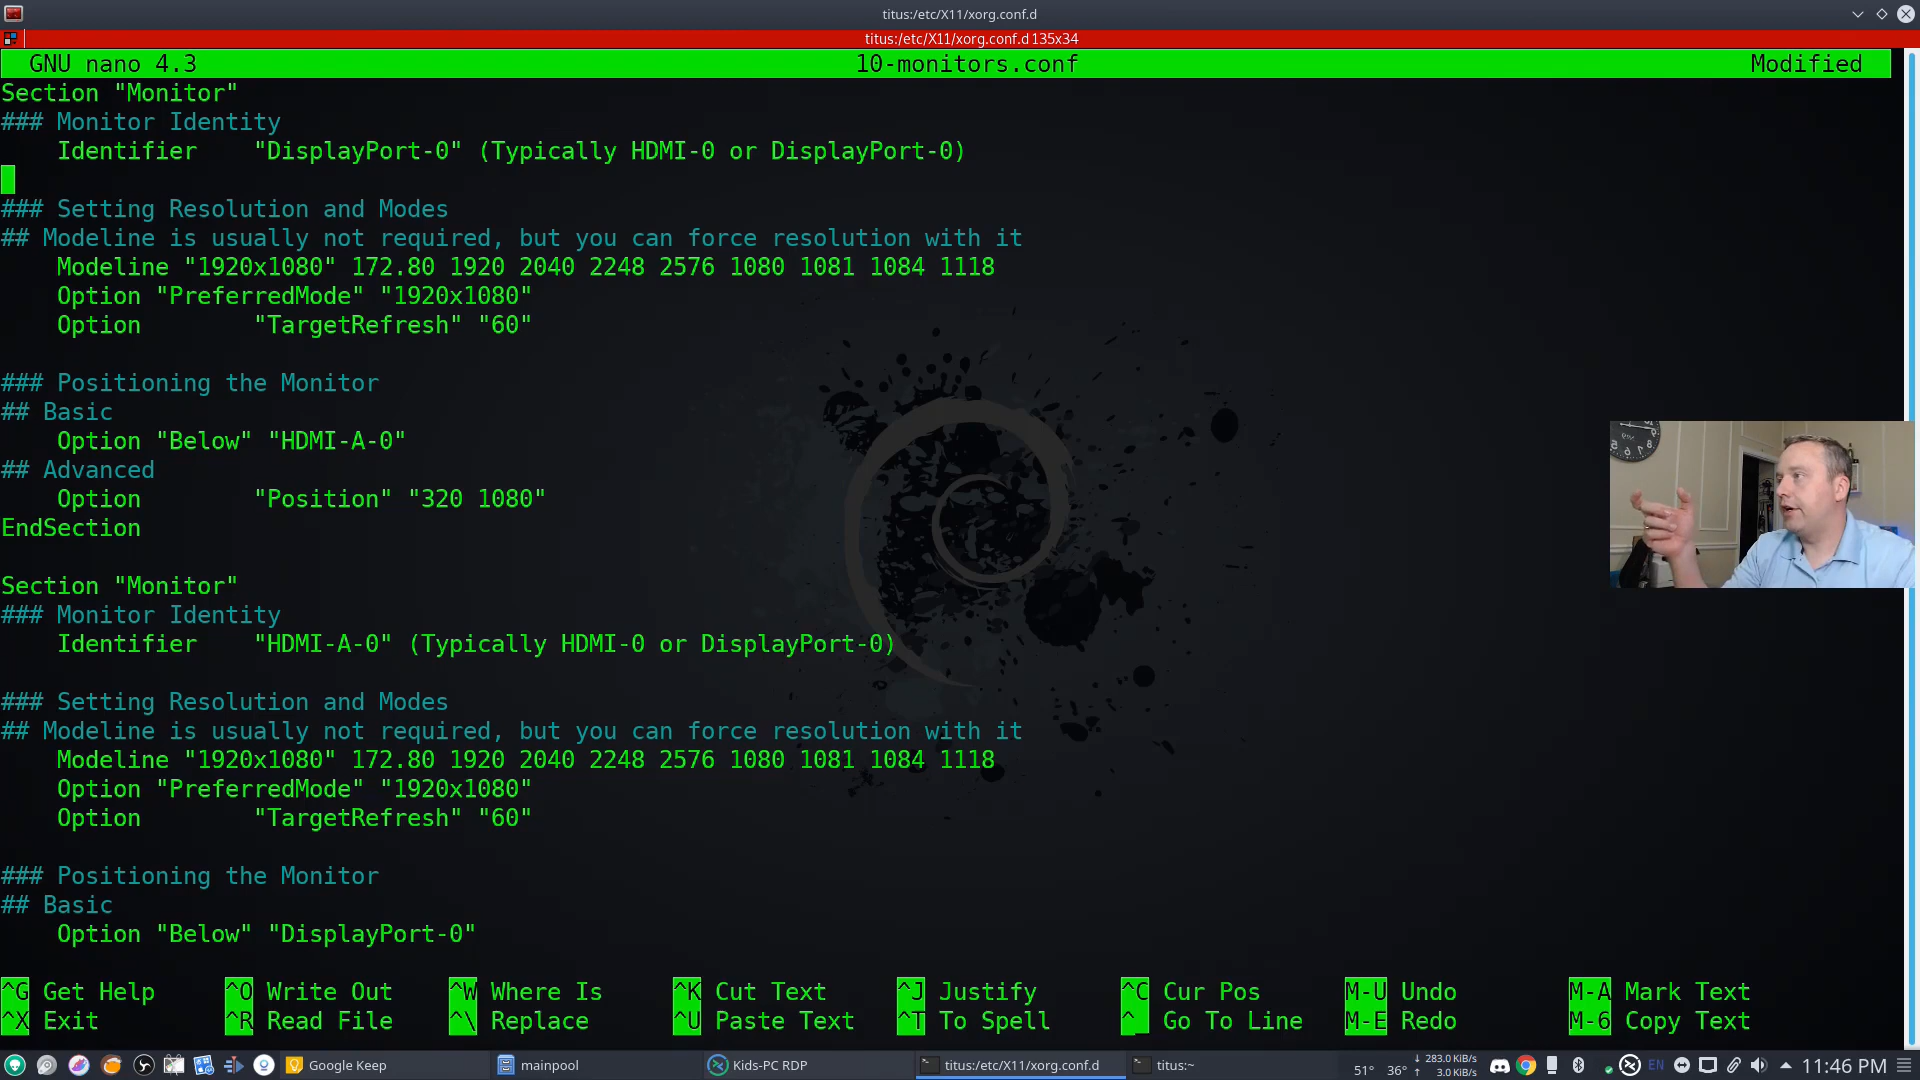 titus:/etc/X11/xorg.conf.d
titus:/etc/X11/xorg.conf.d 135x34
GNU nano 4.3 10-monitors.conf Modified
Section "Monitor"
### Monitor Identity
Identifier "DisplayPort-0" (Typically HDMI-0 or DisplayPort-0)
### Setting Resolution and Modes
## Modeline is usually not required, but you can force resolution with it
Modeline "1920x1080" 172.80 1920 2040 2248 2576 1080 1081 1084 1118
Option "PreferredMode" "1920x1080"
Option "TargetRefresh" "60"
### Positioning the Monitor
## Basic
Option "Below" "HDMI-A-0"
## Advanced
Option "Position" "320 1080"
EndSection
Section "Monitor"
### Monitor Identity
Identifier "HDMI-A-0" (Typically HDMI-0 or DisplayPort-0)
### Setting Resolution and Modes
## Modeline is usually not required, but you can force resolution with it
Modeline "1920x1080" 172.80 1920 2040 2248 2576 1080 1081 1084 1118
Option "PreferredMode" "1920x1080"
Option "TargetRefresh" "60"
### Positioning the Monitor
## Basic
Option "Below" "DisplayPort-0"
^G Get Help ^O Write Out ^W Where Is ^K Cut Text ^J Justify ^C Cur Pos M-U Undo M-A Mark Text
^X Exit ^R Read File ^\ Replace ^U Paste Text ^T To Spell ^_ Go To Line M-E Redo M-6 Copy Text
Google Keep mainpool Kids-PC RDP titus:/etc/X11/xorg.conf.d titus:~ 51° 36° ↓ 283.0 KiB/s ↑ 3.0 KiB/s EN 11:46 PM